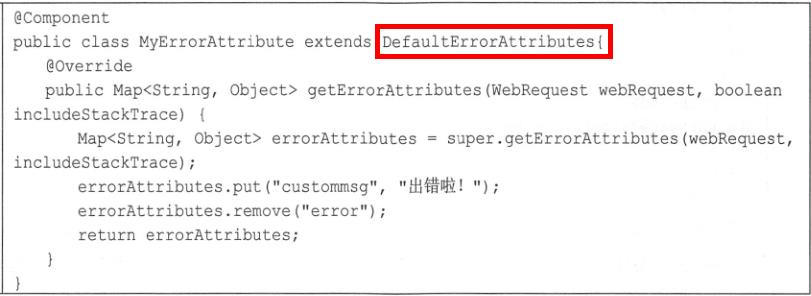 @Component
public class MyErrorAttribute extends DefaultErrorAttributes{
    @Override
    public Map<String, Object> getErrorAttributes(WebRequest webRequest, boolean
includeStackTrace) {
        Map<String, Object> errorAttributes = super.getErrorAttributes(webRequest,
includeStackTrace);
        errorAttributes.put("custommsg", "出错啦！");
        errorAttributes.remove("error");
        return errorAttributes;
    }
}